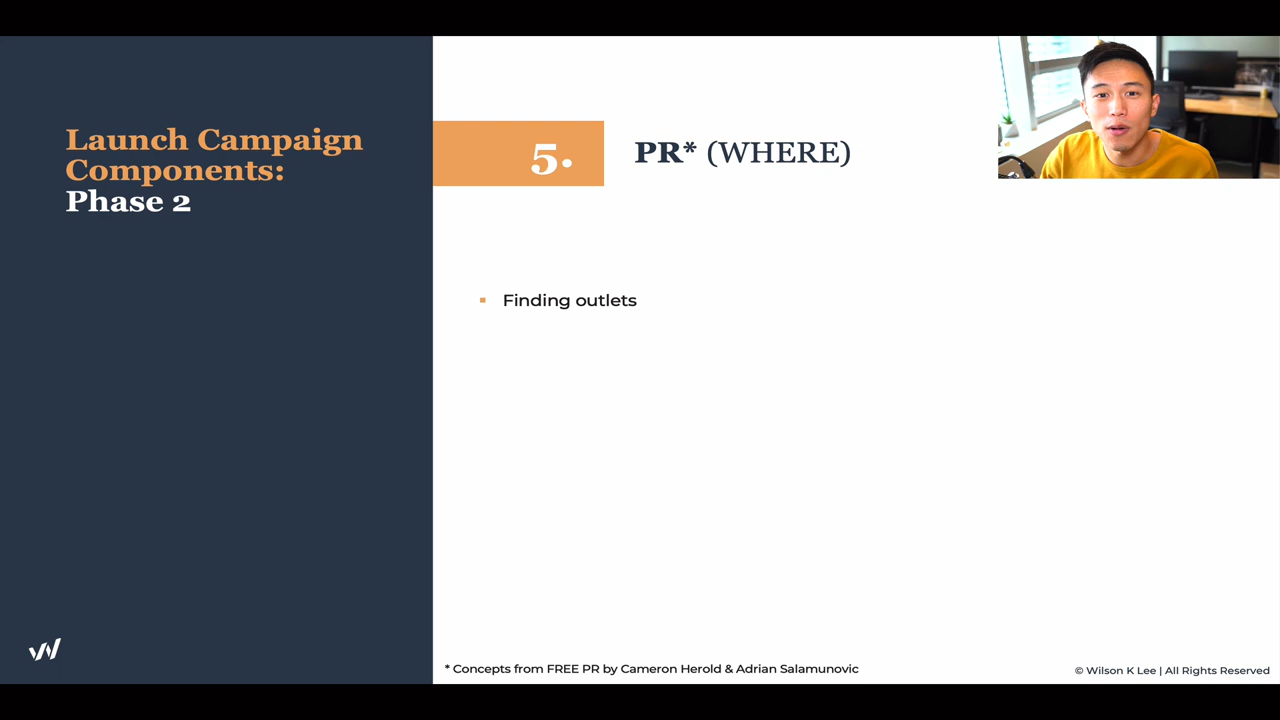 Launch Campaign
Components:
Phase 2
5.
PR* (WHERE)
▪ Finding outlets
* Concepts from FREE PR by Cameron Herold & Adrian Salamunovic
© Wilson K Lee | All Rights Reserved